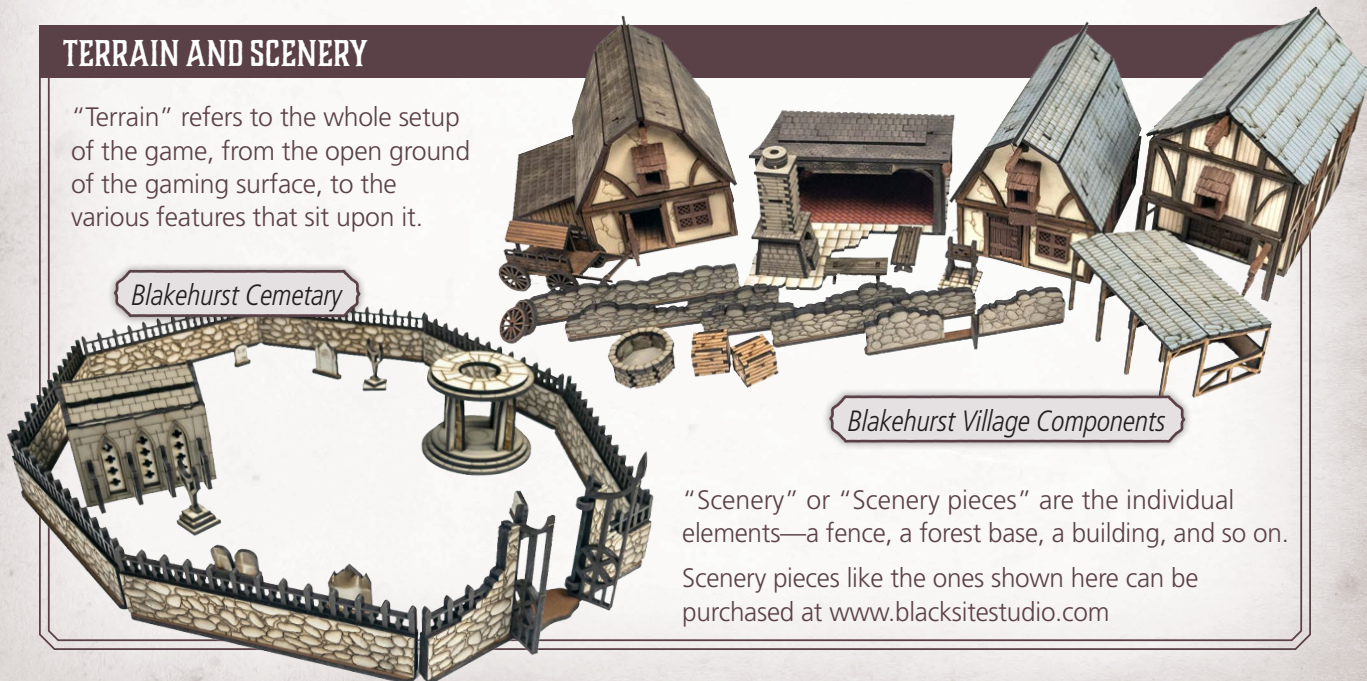 TERRAIN AND SCENERY
“Terrain” refers to the whole setup
of the game, from the open ground
of the gaming surface, to the
various features that sit upon it.
Blakehurst Cemetary
Blakehurst Village Components
“Scenery” or “Scenery pieces” are the individual
elements—a fence, a forest base, a building, and so on.
Scenery pieces like the ones shown here can be
purchased at www.blacksitestudio.com